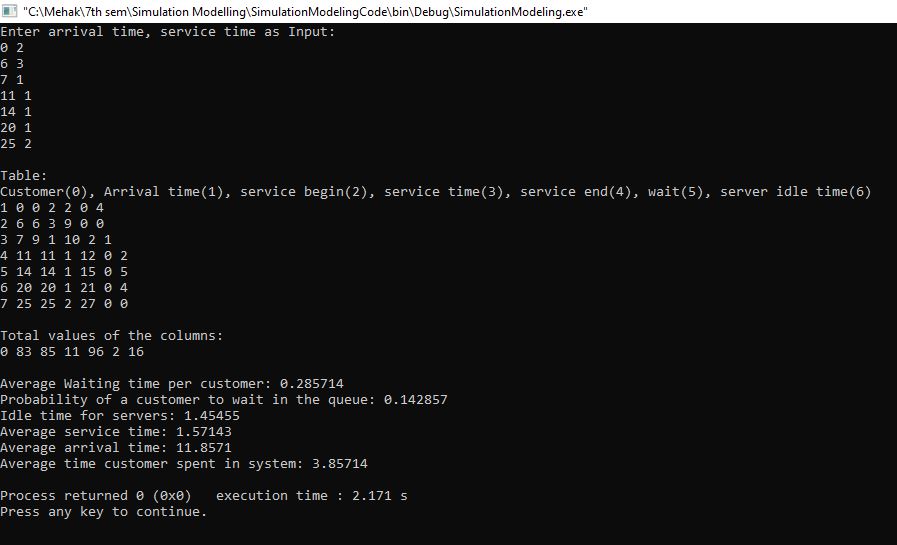 "C:\Mehak\7th sem\Simulation Modelling\SimulationModelingCode\bin\Debug\SimulationModeling.exe"
Enter arrival time, service time as Input:
0 2
6 3
7 1
11 1
14 1
20 1
25 2
Table:
Customer(0), Arrival time(1), service begin(2), service time(3), service end(4), wait(5), server idle time(6)
1 0 0 2 2 0 4
2 6 6 3 9 0 0
3 7 9 1 10 2 1
4 11 11 1 12 0 2
5 14 14 1 15 0 5
6 20 20 1 21 0 4
7 25 25 2 27 0 0
Total values of the columns:
0 83 85 11 96 2 16
Average Waiting time per customer: 0.285714
Probability of a customer to wait in the queue: 0.142857
Idle time for servers: 1.45455
Average service time: 1.57143
Average arrival time: 11.8571
Average time customer spent in system: 3.85714
Process returned 0 (0x0)   execution time : 2.171 s
Press any key to continue.